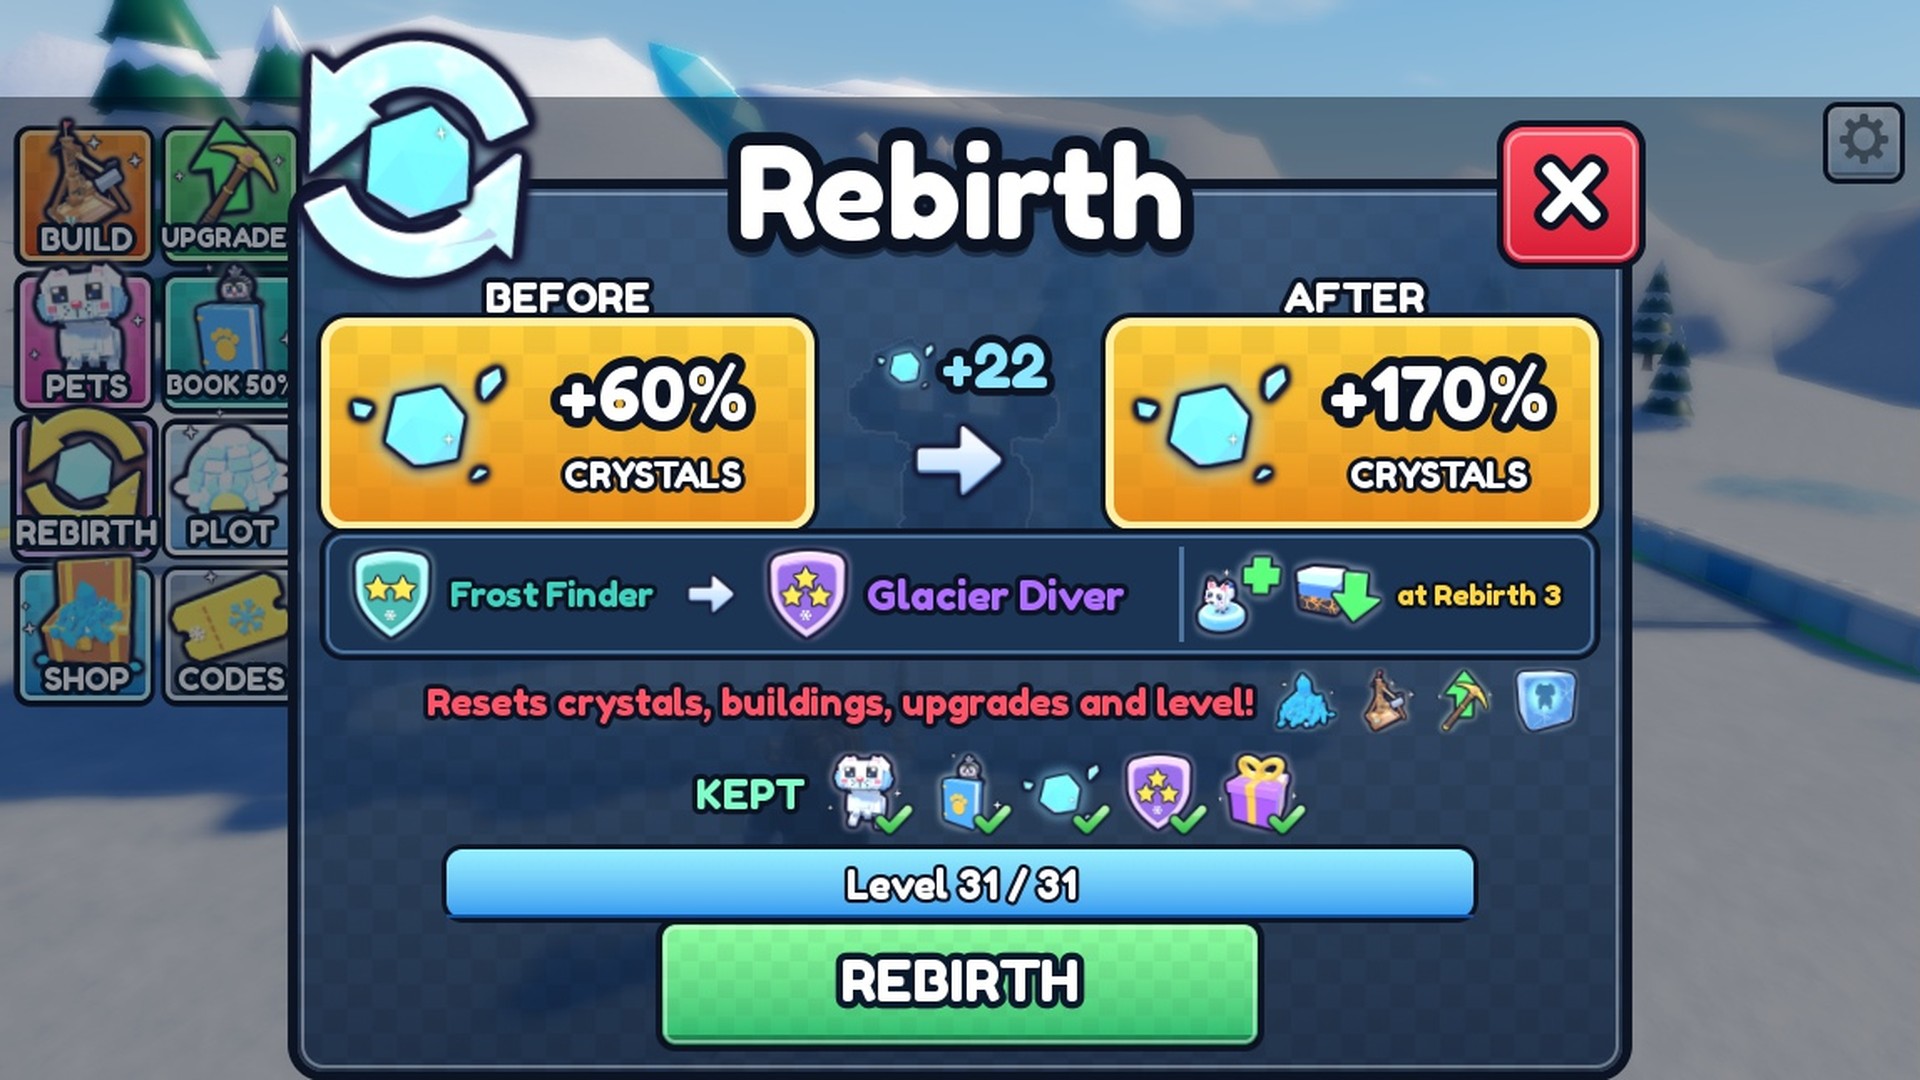 Rebirth
BUILD
UPGRADE
PETS
BOOK 50%
REBIRTH
PLOT
SHOP
CODES
BEFORE
+60%
CRYSTALS
+22
AFTER
+170%
CRYSTALS
Frost Finder
Glacier Diver
at Rebirth 3
Resets crystals, buildings, upgrades and level!
KEPT
Level 31 / 31
REBIRTH